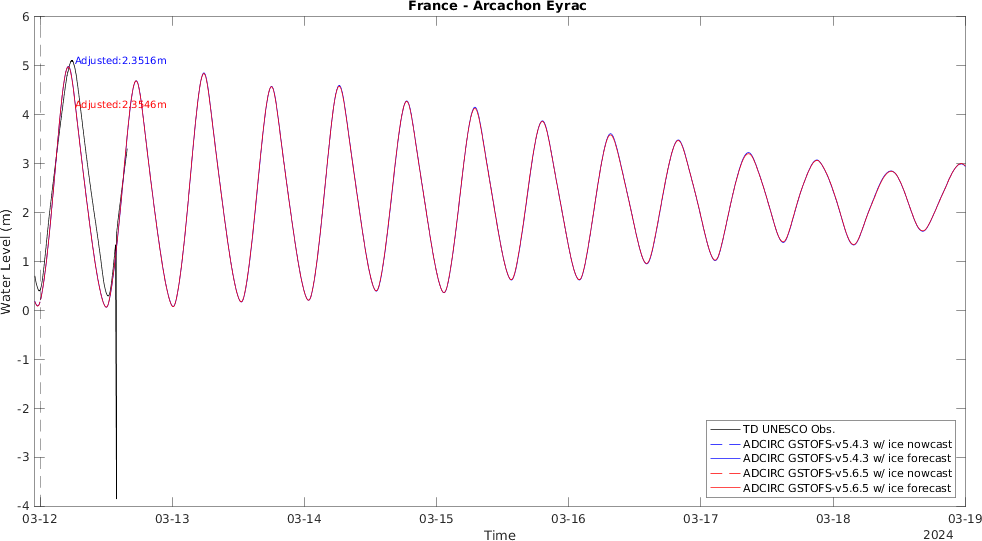 France - Arcachon Eyrac
6
5
4
3
2
1
0
-1
-2
-3
-4
Water Level (m)
Adjusted:2.3516m
Adjusted:2.3546m
TD UNESCO Obs.
ADCIRC GSTOFS-v5.4.3 w/ ice nowcast
ADCIRC GSTOFS-v5.4.3 w/ ice forecast
ADCIRC GSTOFS-v5.6.5 w/ ice nowcast
ADCIRC GSTOFS-v5.6.5 w/ ice forecast
03-12 03-13 03-14 03-15 03-16 03-17 03-18 03-19
Time
2024